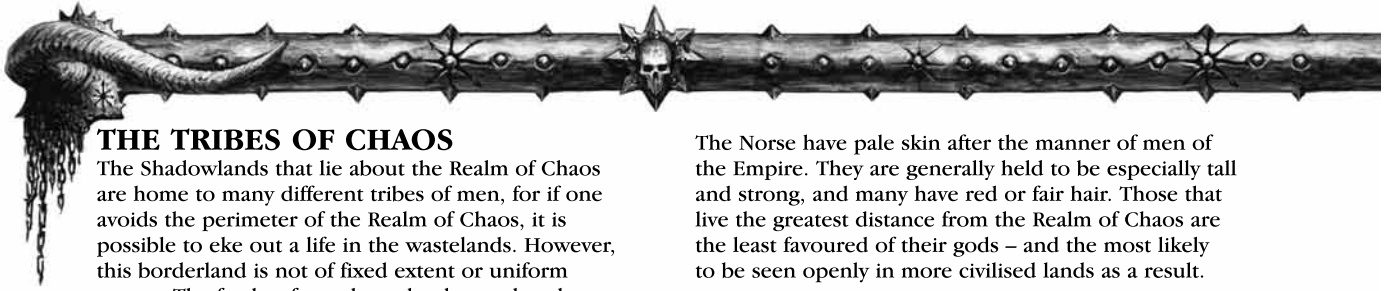 THE TRIBES OF CHAOS
The Shadowlands that lie about the Realm of Chaos
are home to many different tribes of men, for if one
avoids the perimeter of the Realm of Chaos, it is
possible to eke out a life in the wastelands. However,
this borderland is not of fixed extent or uniform
The Norse have pale skin after the manner of men of
the Empire. They are generally held to be especially tall
and strong, and many have red or fair hair. Those that
live the greatest distance from the Realm of Chaos are
the least favoured of their gods – and the most likely
to be seen openly in more civilised lands as a result.